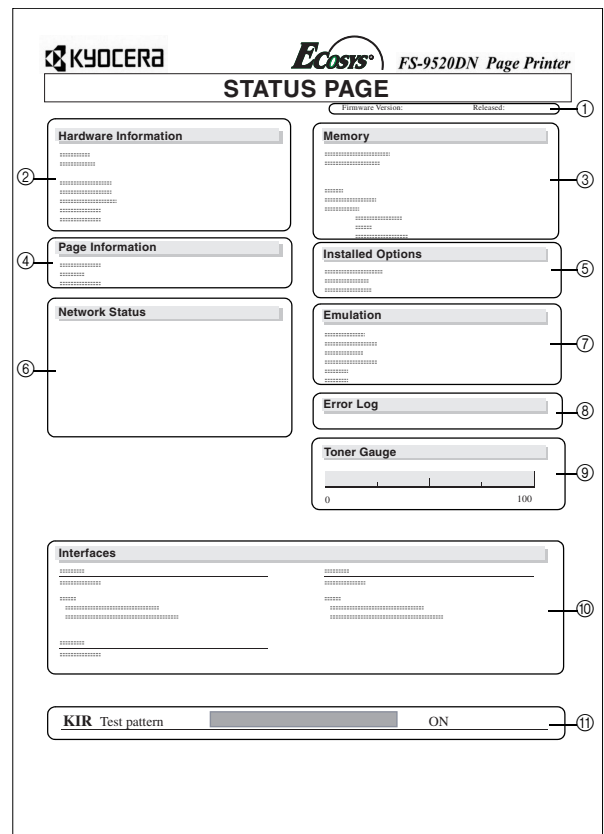 KYOCERA ECOSYS FS-9520DN Page Printer
STATUS PAGE
Firmware Version: Released: ①
Hardware Information
②
Memory
③
Page Information
④
Installed Options
⑤
Network Status
⑥
Emulation
⑦
Error Log
⑧
Toner Gauge
⑨
0 100
Interfaces
⑩
KIR Test pattern ON ⑪